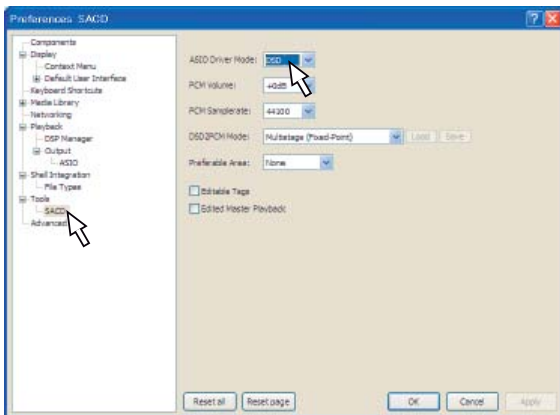 Preferences: SACD
Components
Display
Context Menu
Default User Interface
Keyboard Shortcuts
Media Library
Networking
Playback
DSP Manager
Output
ASIO
Shell Integration
File Types
Tools
SACD
Advanced
ASIO Driver Mode: DSD
PCM Volume: +0dB
PCM Samplerate: 44100
DSD2PCM Mode: Multistage (Fixed-Point) Load Save
Preferable Area: None
Editable Tags
Edited Master Playback
Reset all Reset page OK Cancel Apply